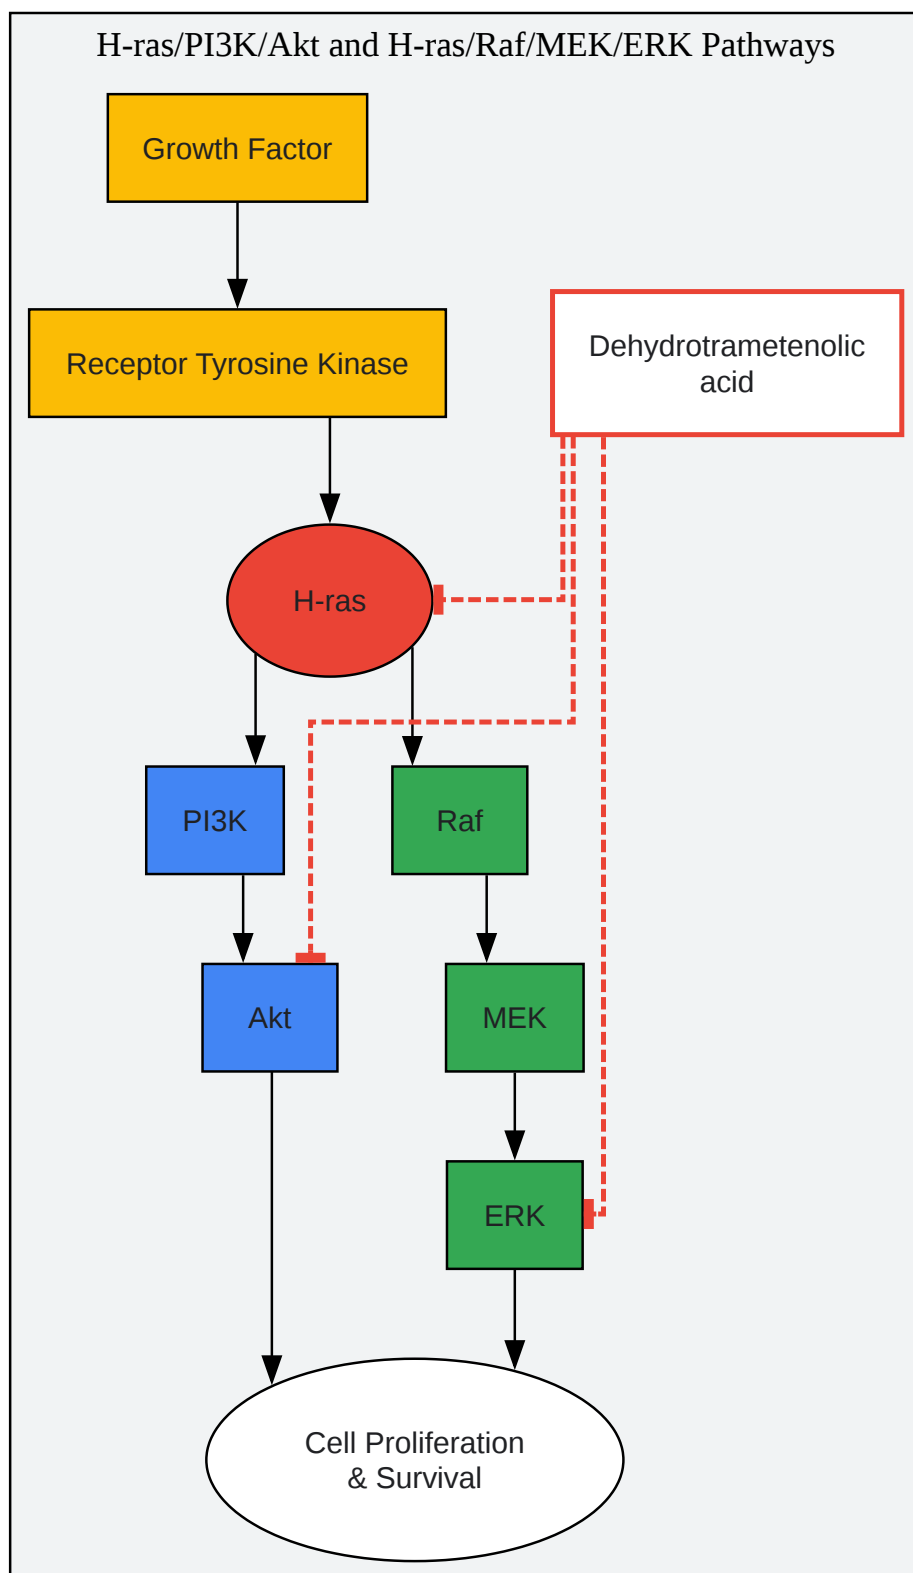 H-ras/PI3K/Akt and H-ras/Raf/MEK/ERK Pathways
Growth Factor
Receptor Tyrosine Kinase
Dehydrotrametenolic
acid
H-ras
PI3K
Raf
Akt
MEK
ERK
Cell Proliferation
& Survival